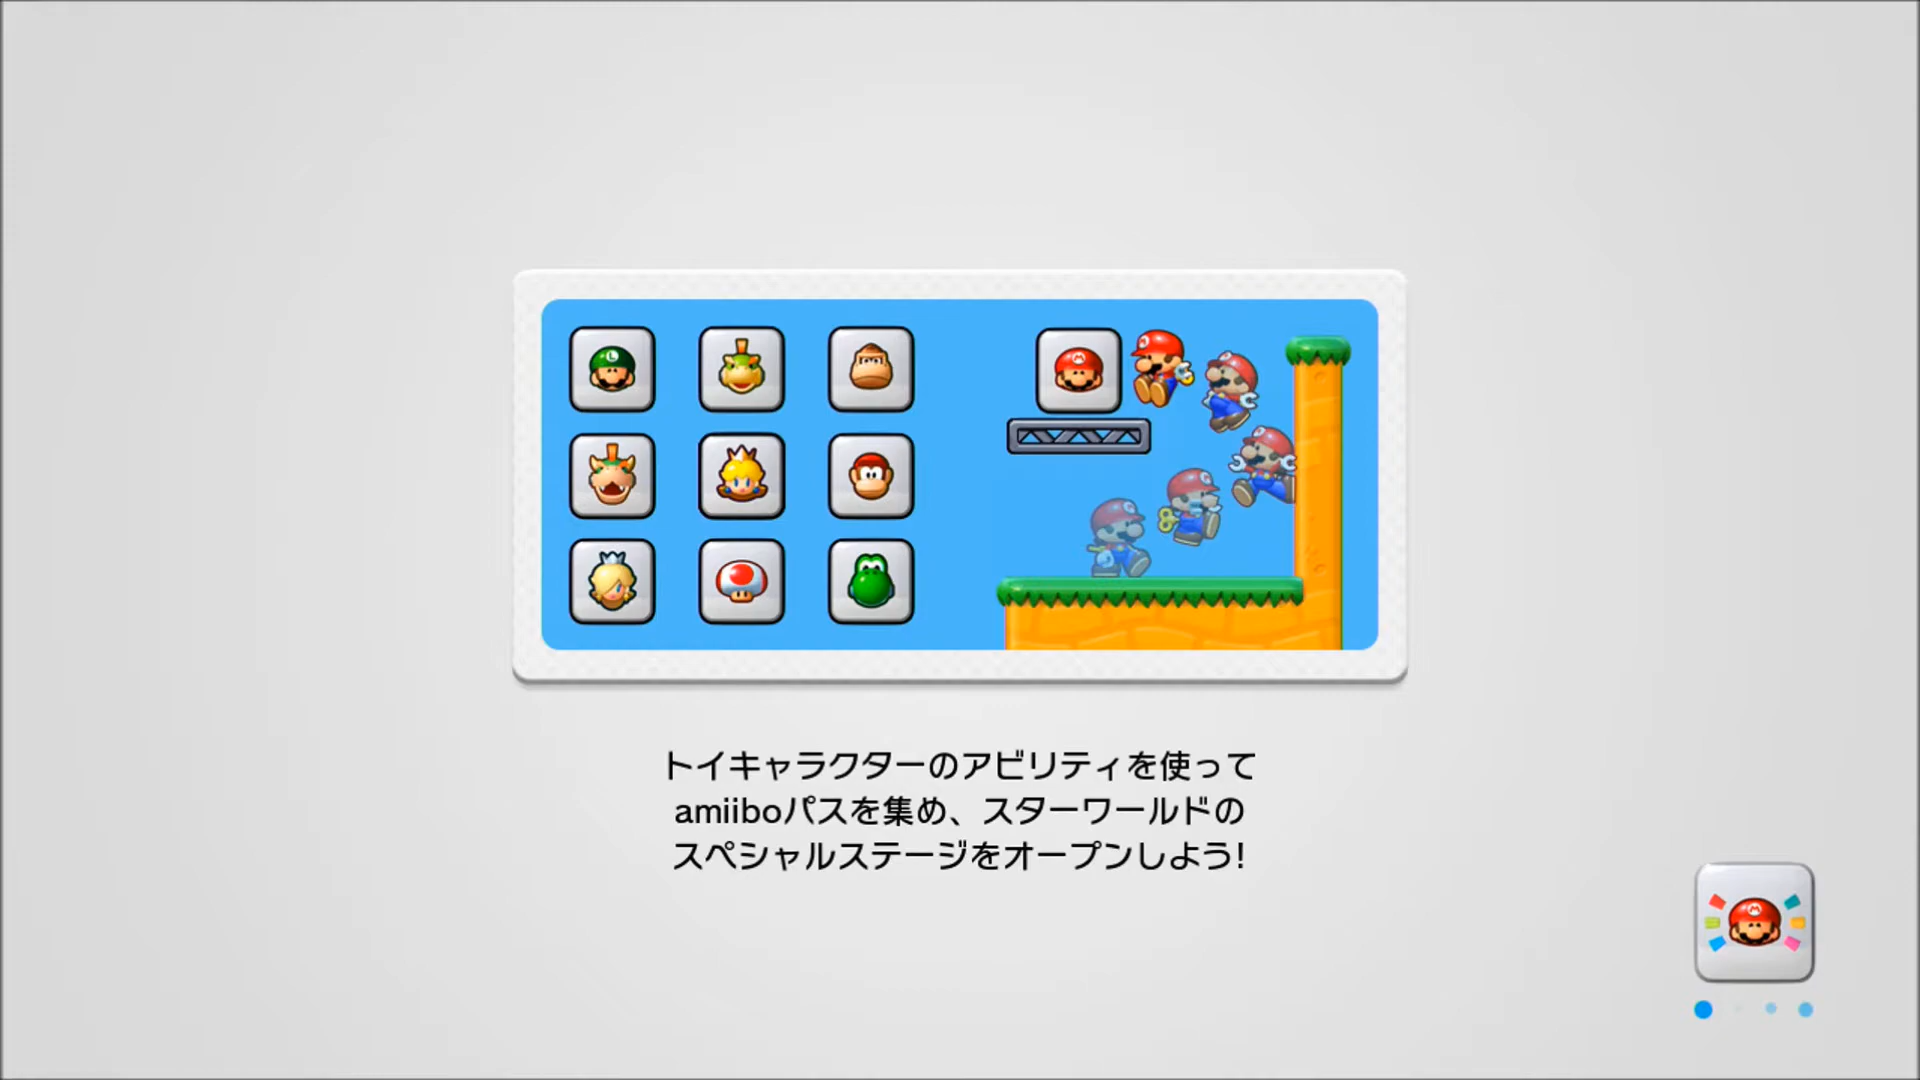 トイキャラクターのアビリティを使って
amiiboパスを集め、スターワールドの
スペシャルステージをオープンしよう!